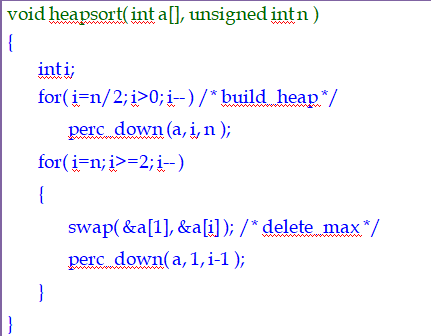 void heapsort( int a[], unsigned int n )
{
int i;
for( i=n/2; i>0; i-- ) /* build_heap */
perc_down (a, i, n );
for( i=n; i>=2; i-- )
{
swap( &a[1], &a[i] ); /* delete_max */
perc_down( a, 1, i-1 );
}
}